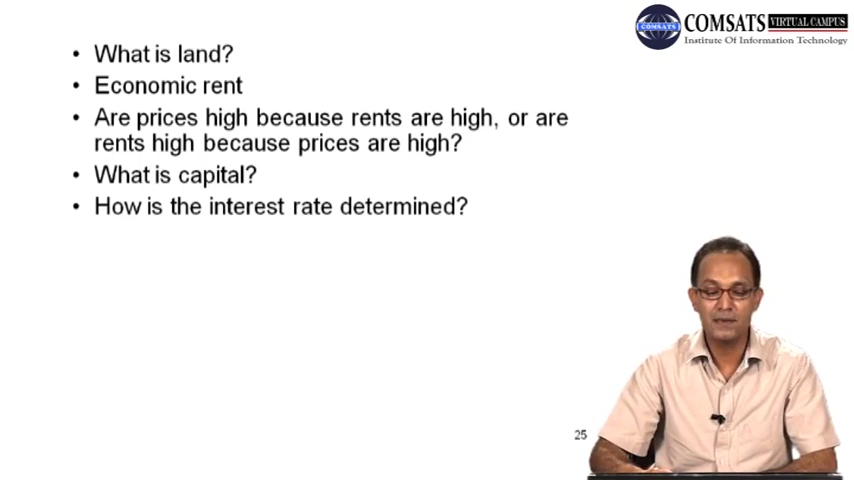 COMSATS VIRTUAL CAMPUS
COMSATS
Institute Of Information Technology
• What is land?
• Economic rent
• Are prices high because rents are high, or are
rents high because prices are high?
• What is capital?
• How is the interest rate determined?
25